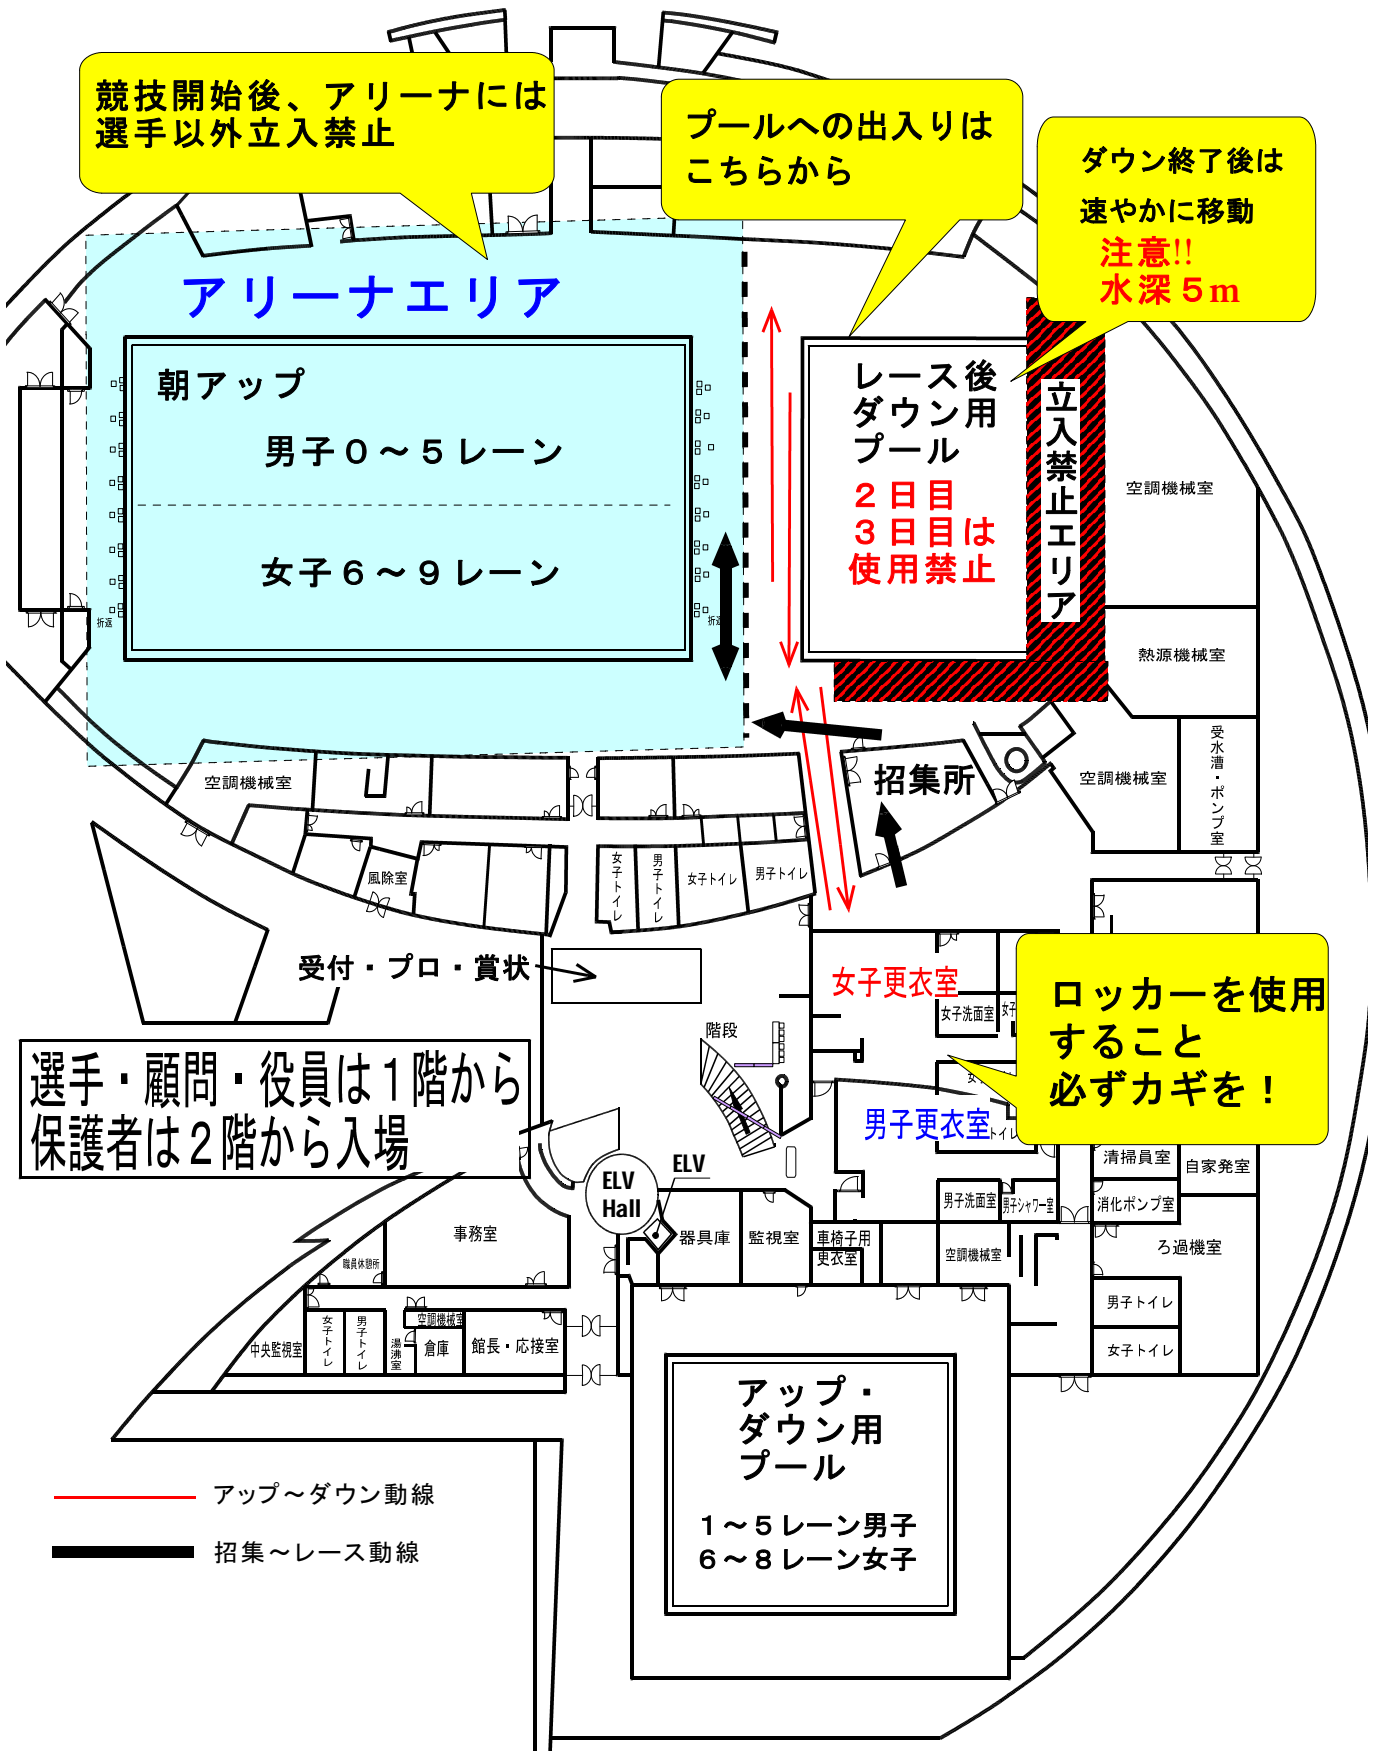 競技開始後、アリーナには
選手以外立入禁止
プールへの出入りは
こちらから
ダウン終了後は
速やかに移動
注意!!
水深５m
アリーナエリア
朝アップ
男子０～５レーン
女子６～９レーン
折返
折返
レース後
ダウン用
プール
２日目
３日目は
使用禁止
立入禁止エリア
空調機械室
熱源機械室
受水漕・ポンプ室
空調機械室
招集所
空調機械室
風除室
女子トイレ
男子トイレ
女子トイレ
男子トイレ
受付・プロ・賞状
階段
女子更衣室
女子洗面室
女子
女子
ロッカーを使用
すること
必ずカギを！
男子更衣室
トイレ
選手・顧問・役員は１階から
保護者は２階から入場
ELV
ELV
Hall
清掃員室
自家発室
消化ポンプ室
男子洗面室
男子シャワー室
ろ過機室
事務室
職員休憩所
器具庫
監視室
車椅子用
更衣室
空調機械室
男子トイレ
女子トイレ
中央監視室
女子トイレ
男子トイレ
湯沸室
空調機械室
倉庫
館長・応接室
アップ・
ダウン用
プール
１～５レーン男子
６～８レーン女子
アップ～ダウン動線
招集～レース動線